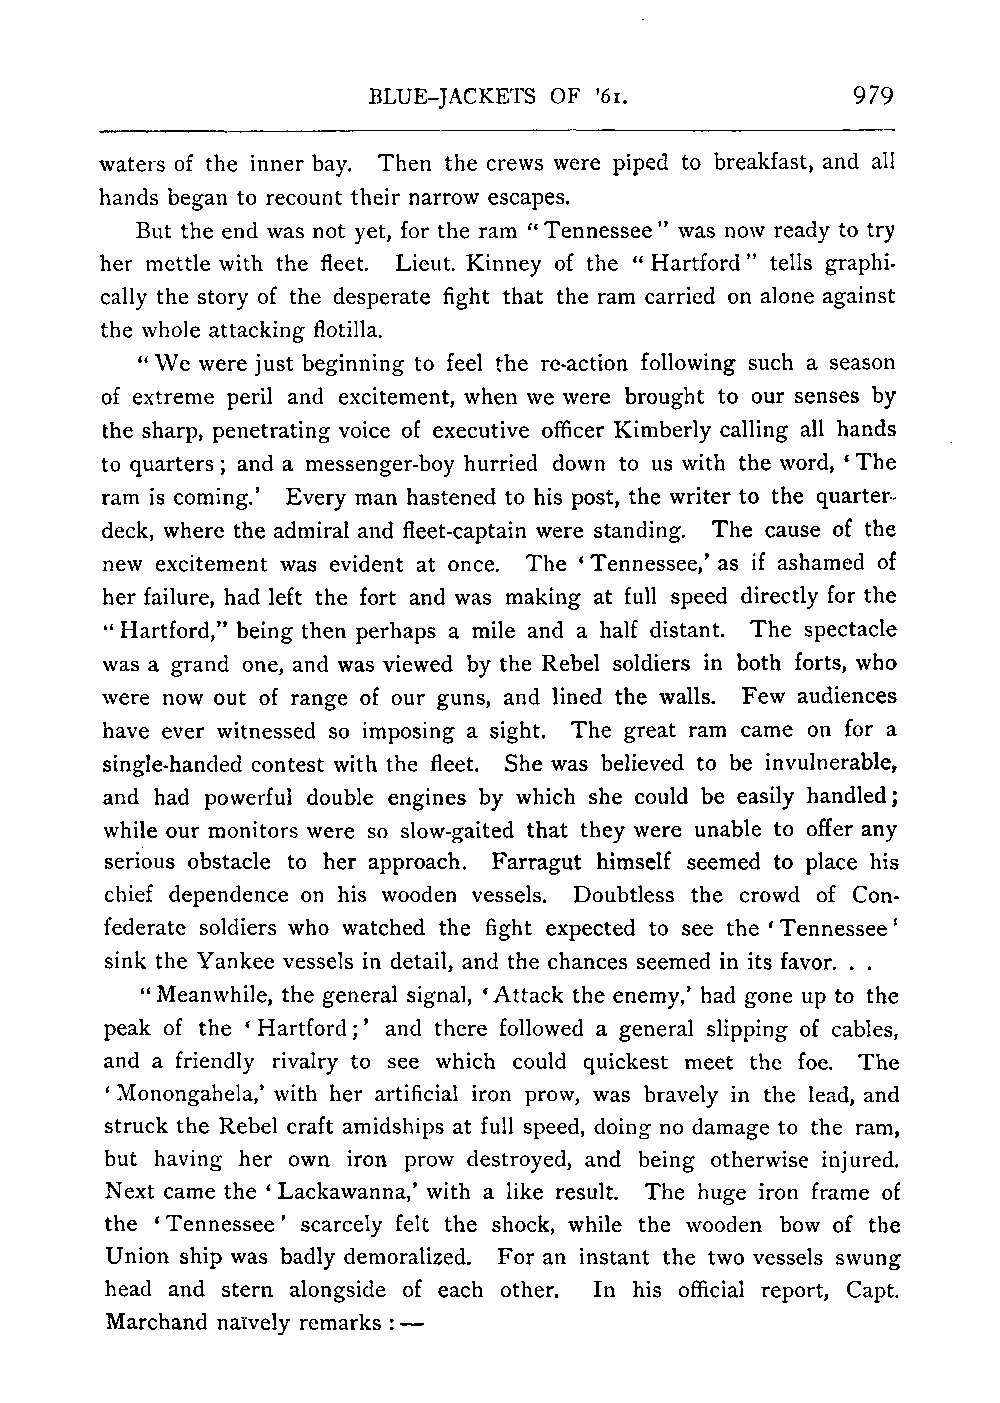 BLUE-JACKETS OF '61. 979
waters of the inner bay. Then the crews were piped to breakfast, and all
hands began to recount their narrow escapes.
But the end was not yet, for the ram "Tennessee" was now ready to try
her mettle with the fleet. Lieut. Kinney of the "Hartford" tells graphi-
cally the story of the desperate fight that the ram carried on alone against
the whole attacking flotilla.
"We were just beginning to feel the re-action following such a season
of extreme peril and excitement, when we were brought to our senses by
the sharp, penetrating voice of executive officer Kimberly calling all hands
to quarters; and a messenger-boy hurried down to us with the word, 'The
ram is coming.' Every man hastened to his post, the writer to the quarter-
deck, where the admiral and fleet-captain were standing. The cause of the
new excitement was evident at once. The 'Tennessee,' as if ashamed of
her failure, had left the fort and was making at full speed directly for the
"Hartford," being then perhaps a mile and a half distant. The spectacle
was a grand one, and was viewed by the Rebel soldiers in both forts, who
were now out of range of our guns, and lined the walls. Few audiences
have ever witnessed so imposing a sight. The great ram came on for a
single-handed contest with the fleet. She was believed to be invulnerable,
and had powerful double engines by which she could be easily handled;
while our monitors were so slow-gaited that they were unable to offer any
serious obstacle to her approach. Farragut himself seemed to place his
chief dependence on his wooden vessels. Doubtless the crowd of Con-
federate soldiers who watched the fight expected to see the 'Tennessee'
sink the Yankee vessels in detail, and the chances seemed in its favor. . .
"Meanwhile, the general signal, 'Attack the enemy,' had gone up to the
peak of the 'Hartford;' and there followed a general slipping of cables,
and a friendly rivalry to see which could quickest meet the foe. The
'Monongahela,' with her artificial iron prow, was bravely in the lead, and
struck the Rebel craft amidships at full speed, doing no damage to the ram,
but having her own iron prow destroyed, and being otherwise injured.
Next came the 'Lackawanna,' with a like result. The huge iron frame of
the 'Tennessee' scarcely felt the shock, while the wooden bow of the
Union ship was badly demoralized. For an instant the two vessels swung
head and stern alongside of each other. In his official report, Capt.
Marchand naïvely remarks:—